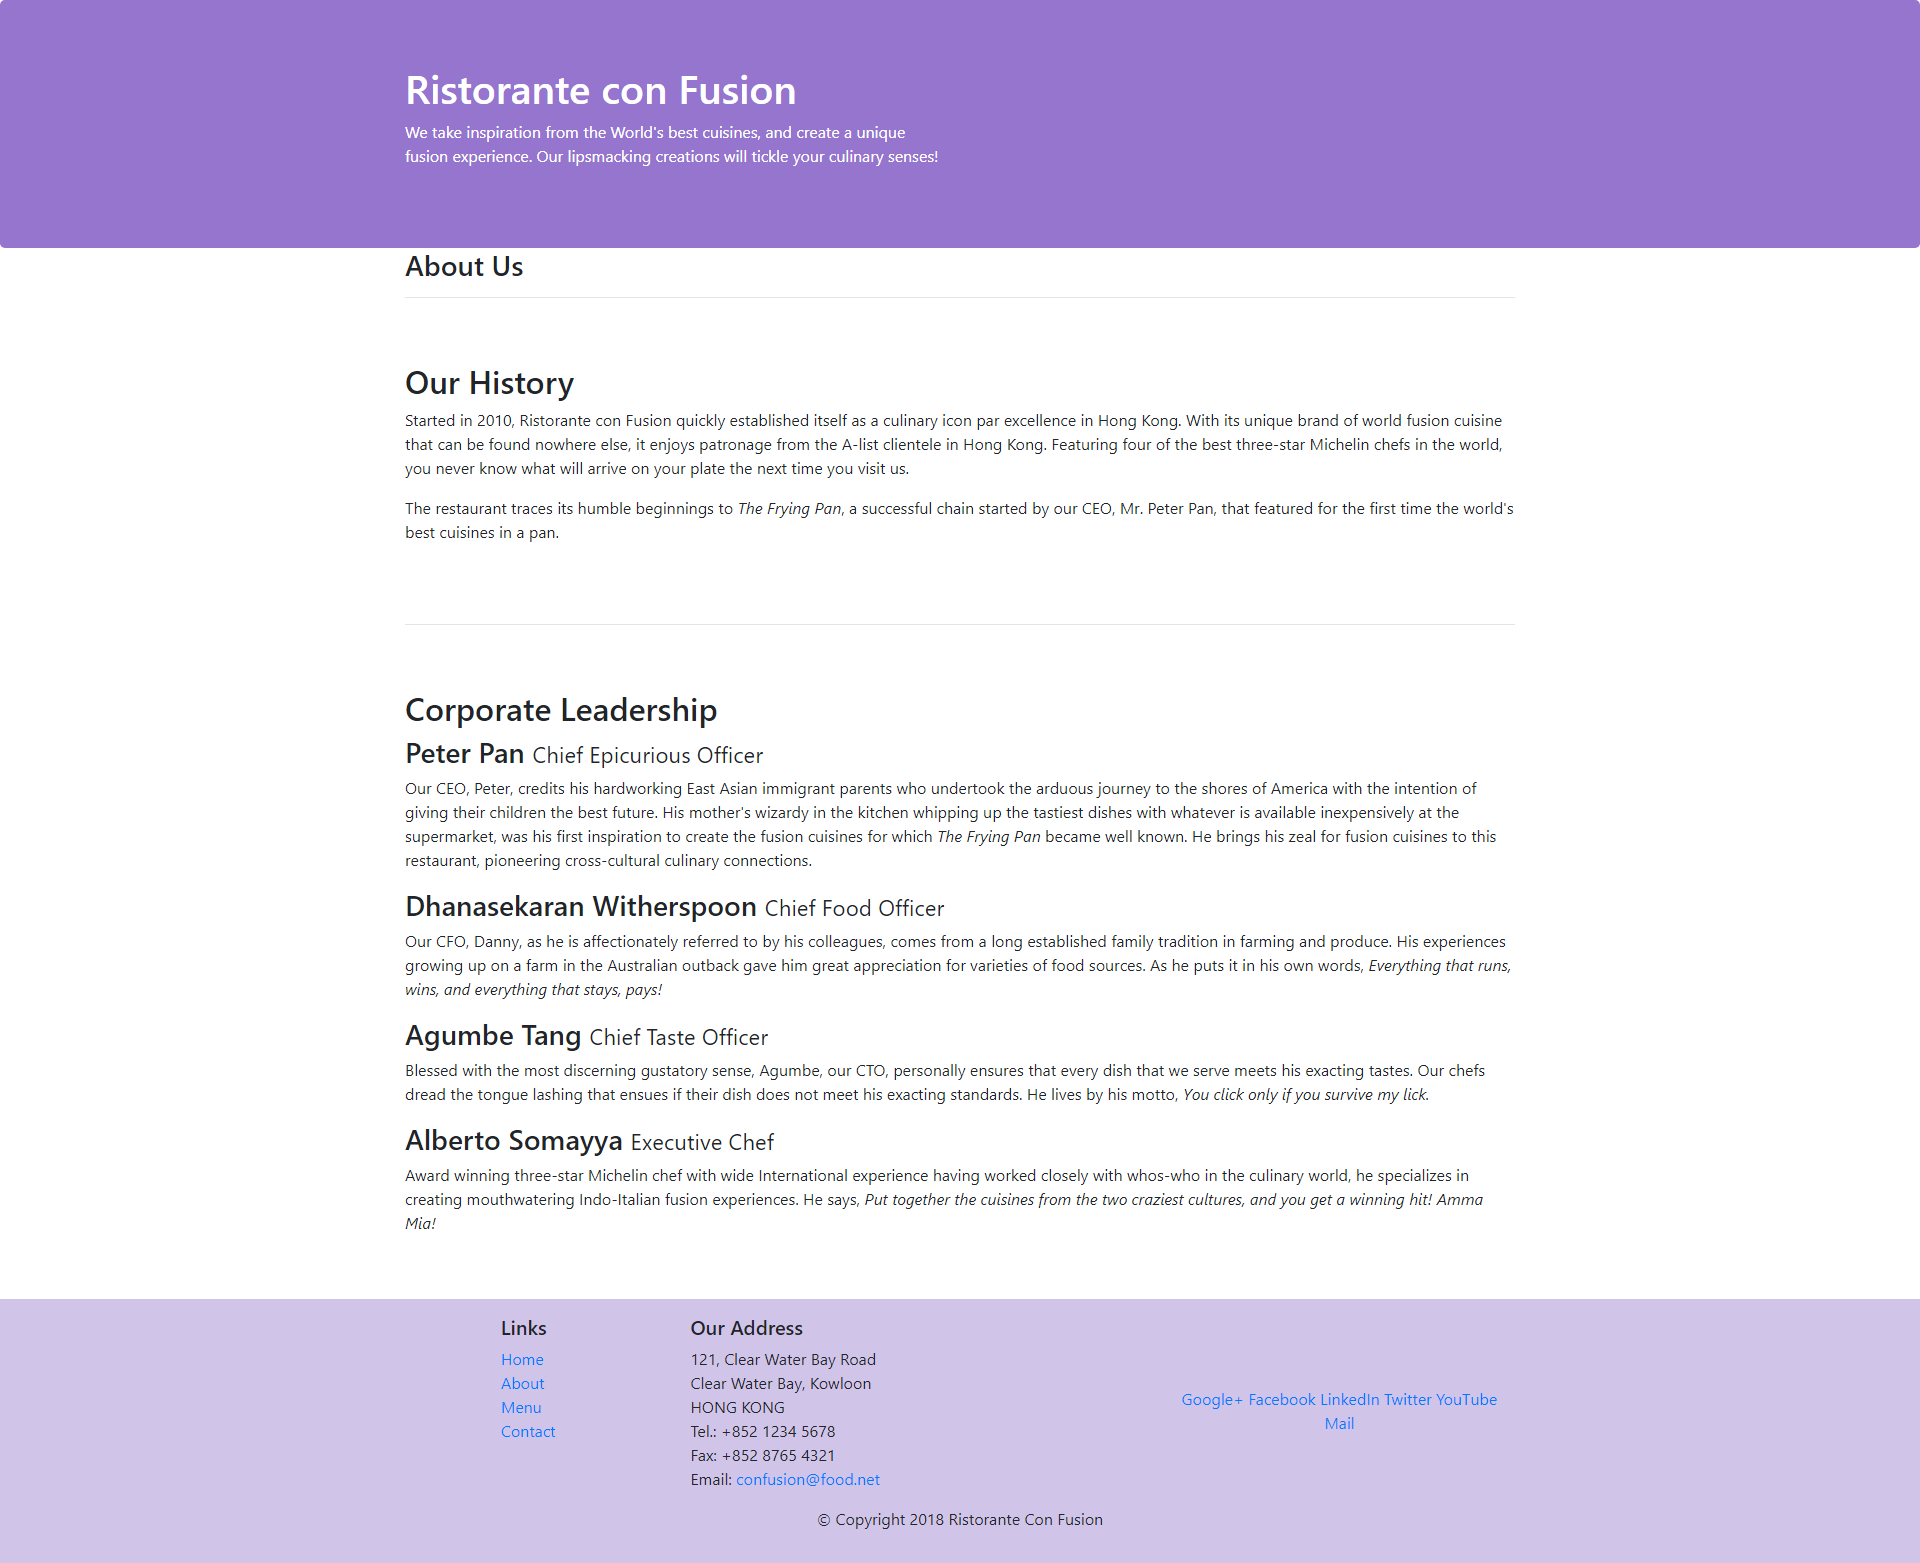 Ristorante con Fusion
We take inspiration from the World's best cuisines, and create a unique
fusion experience. Our lipsmacking creations will tickle your culinary senses!
About Us
Our History
Started in 2010, Ristorante con Fusion quickly established itself as a culinary icon par excellence in Hong Kong. With its unique brand of world fusion cuisine
that can be found nowhere else, it enjoys patronage from the A-list clientele in Hong Kong. Featuring four of the best three-star Michelin chefs in the world,
you never know what will arrive on your plate the next time you visit us.
The restaurant traces its humble beginnings to The Frying Pan, a successful chain started by our CEO, Mr. Peter Pan, that featured for the first time the world's
best cuisines in a pan.
Corporate Leadership
Peter Pan Chief Epicurious Officer
Our CEO, Peter, credits his hardworking East Asian immigrant parents who undertook the arduous journey to the shores of America with the intention of
giving their children the best future. His mother's wizardy in the kitchen whipping up the tastiest dishes with whatever is available inexpensively at the
supermarket, was his first inspiration to create the fusion cuisines for which The Frying Pan became well known. He brings his zeal for fusion cuisines to this
restaurant, pioneering cross-cultural culinary connections.
Dhanasekaran Witherspoon Chief Food Officer
Our CFO, Danny, as he is affectionately referred to by his colleagues, comes from a long established family tradition in farming and produce. His experiences
growing up on a farm in the Australian outback gave him great appreciation for varieties of food sources. As he puts it in his own words, Everything that runs,
wins, and everything that stays, pays!
Agumbe Tang Chief Taste Officer
Blessed with the most discerning gustatory sense, Agumbe, our CTO, personally ensures that every dish that we serve meets his exacting tastes. Our chefs
dread the tongue lashing that ensues if their dish does not meet his exacting standards. He lives by his motto, You click only if you survive my lick.
Alberto Somayya Executive Chef
Award winning three-star Michelin chef with wide International experience having worked closely with whos-who in the culinary world, he specializes in
creating mouthwatering Indo-Italian fusion experiences. He says, Put together the cuisines from the two craziest cultures, and you get a winning hit! Amma
Mia!
Links
Home
About
Menu
Contact
Our Address
121, Clear Water Bay Road
Clear Water Bay, Kowloon
HONG KONG
Tel.: +852 1234 5678
Fax: +852 8765 4321
Email: confusion@food.net
Google+ Facebook LinkedIn Twitter YouTube
Mail
© Copyright 2018 Ristorante Con Fusion